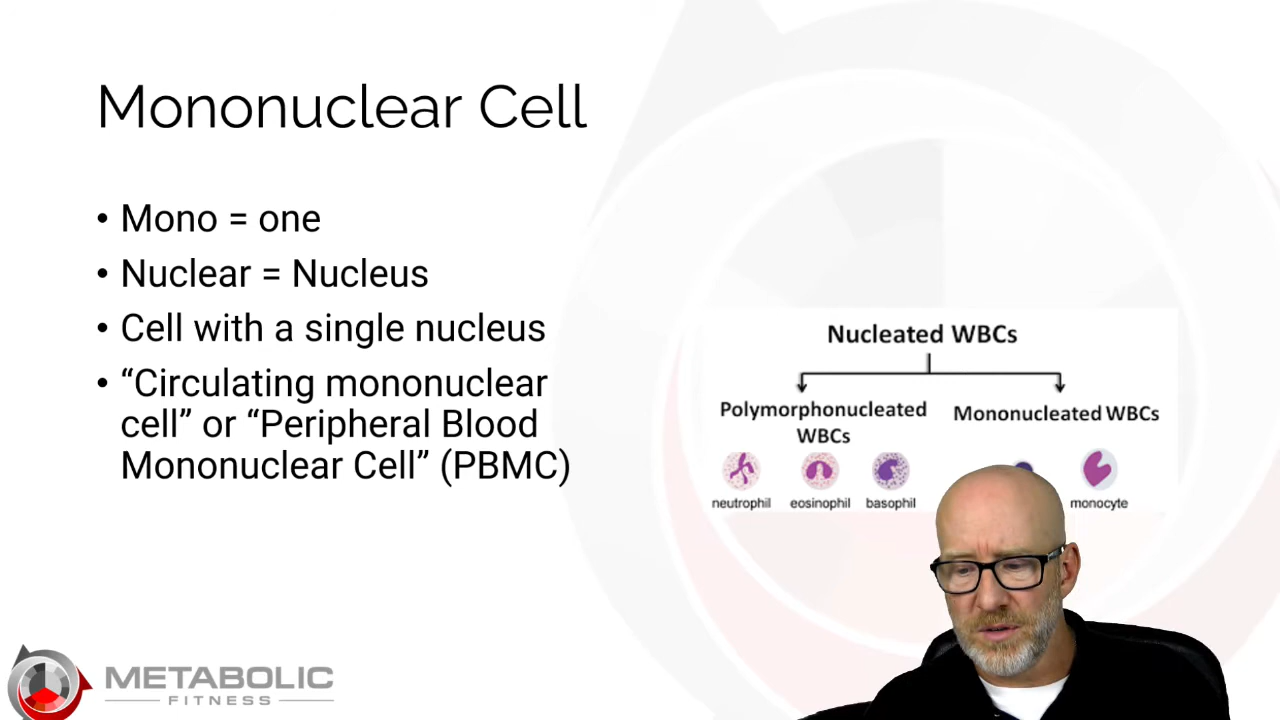 Mononuclear Cell
• Mono = one
• Nuclear = Nucleus
• Cell with a single nucleus
• “Circulating mononuclear
cell” or “Peripheral Blood
Mononuclear Cell” (PBMC)
Nucleated WBCs
Polymorphonucleated
WBCs
Mononucleated WBCs
neutrophil
eosinophil
basophil
monocyte
METABOLIC
FITNESS